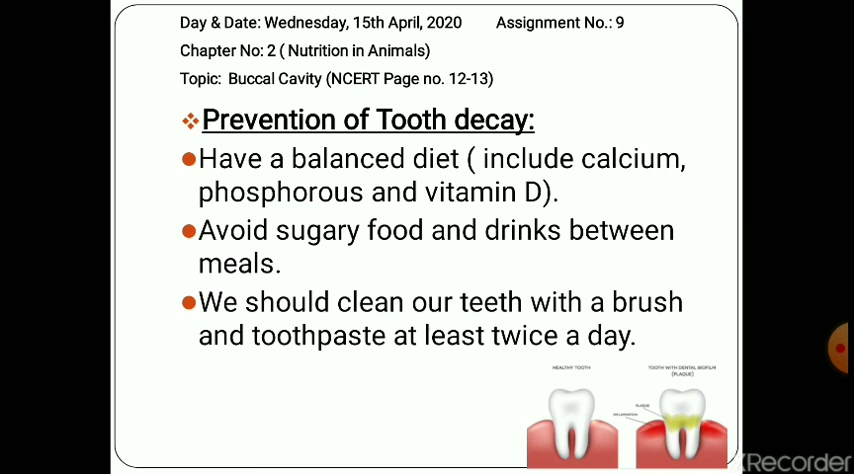 Day & Date: Wednesday, 15th April, 2020 Assignment No.: 9
Chapter No: 2 ( Nutrition in Animals)
Topic: Buccal Cavity (NCERT Page no. 12-13)
Prevention of Tooth decay:
Have a balanced diet ( include calcium,
phosphorous and vitamin D).
Avoid sugary food and drinks between
meals.
We should clean our teeth with a brush
and toothpaste at least twice a day.
HEALTHY TOOTH
TOOTH WITH DENTAL BIOFILM
(PLAQUE)
PLAQUE
INFLAMMATION
XRecorder